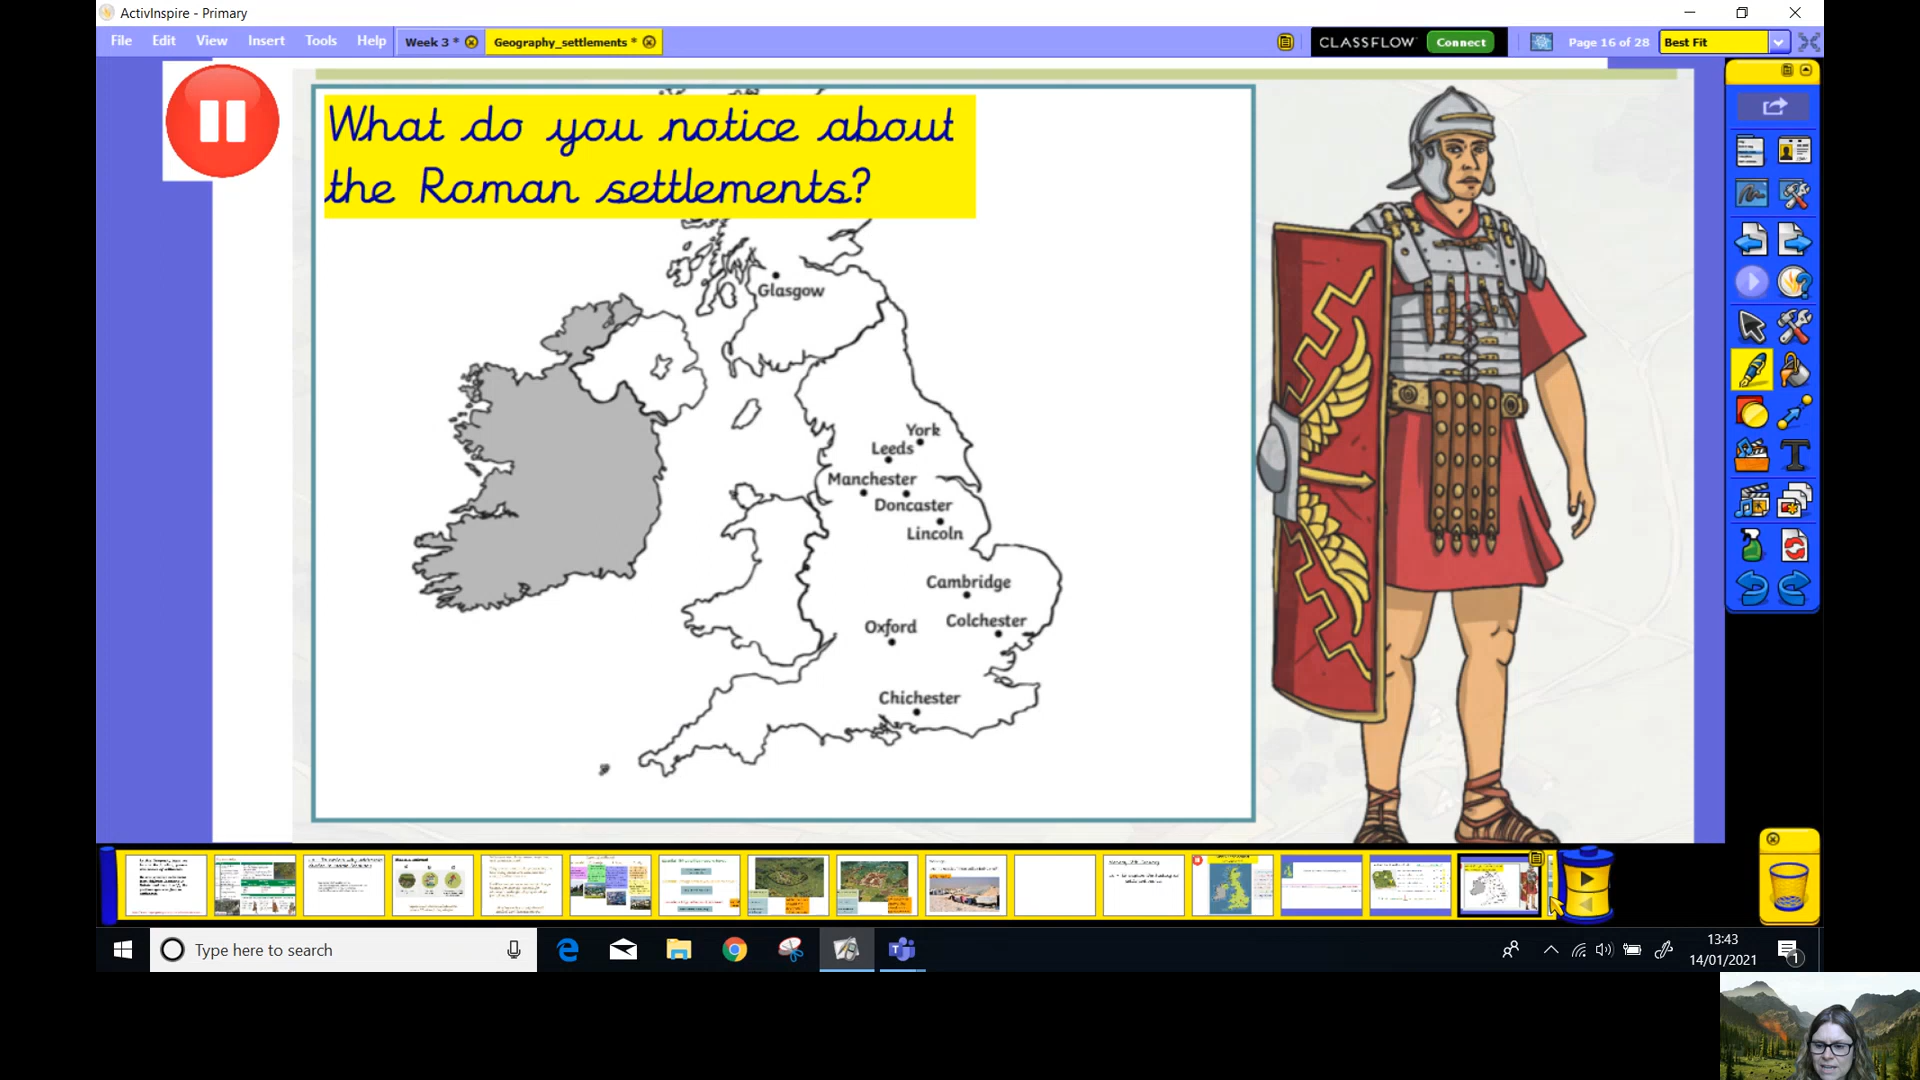 ActivInspire - Primary
File Edit View Insert Tools Help
Week 3 *
Geography_settlements *
CLASSFLOW Connect
Page 16 of 28
Best Fit
What do you notice about
the Roman settlements?
Glasgow
York
Leeds
Manchester
Doncaster
Lincoln
Cambridge
Colchester
Oxford
Chichester
Type here to search
13:43
14/01/2021
1